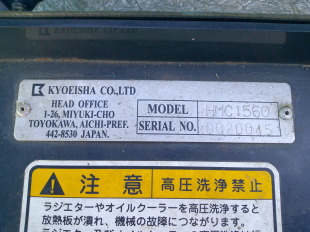 KYOEISHA CO.,LTD
HEAD OFFICE
1-26, MIYUKI-CHO
TOYOKAWA, AICHI-PREF.
442-8530 JAPAN.
MODEL HMC1560
SERIAL NO. 0020045
注意 高圧洗浄禁止
ラジエターやオイルクーラーを高圧洗浄すると
放熱板が潰れ、機械の故障につながります。